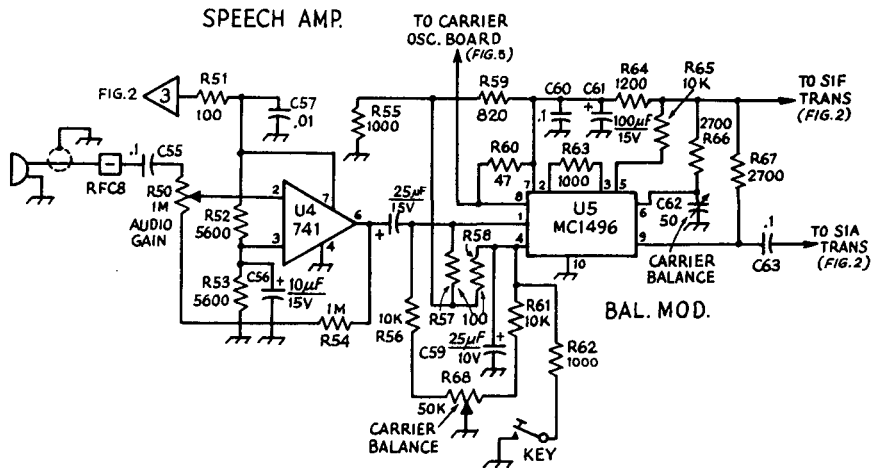 SPEECH AMP.
TO CARRIER
OSC. BOARD
(FIG.5)
FIG.2
3
R51
100
C57
.01
R55
1000
R59
820
C60
.1
C61
+
100µF
15V
R64
1200
R65
10K
TO S1F
TRANS
(FIG.2)
2700
R66
R67
2700
R60
47
R63
1000
7
2
3
5
8
1
4
6
9
10
U5
MC1496
C62
50
CARRIER
BALANCE
.1
C63
TO S1A
TRANS
(FIG.2)
BAL. MOD.
.1
C55
RFC8
R50
1M
AUDIO
GAIN
R52
5600
2
3
7
4
6
U4
741
25µF
15V
+
R53
5600
C56
+
10µF
15V
1M
R54
10K
R56
R57
R58
100
C59
25µF
10V
+
R61
10K
R62
1000
R68
50K
CARRIER
BALANCE
KEY